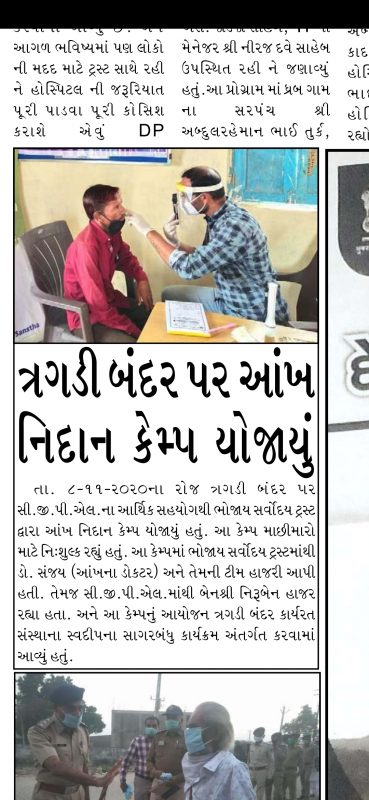 આગળ ભવિષ્યમાં પણ લોકો
ની મદદ માટે ટ્રસ્ટ સાથે રહી
ને હોસ્પિટલ ની જરૂરિયાત
પૂરી પાડવા પૂરી કોસિશ
કરાશે એવું DP
મેનેજર શ્રી નીરજ દવે સાહેબ
ઉપસ્થિત રહી ને જણાવ્યું
હતું.આ પ્રોગ્રામ માં પ્રબ ગામ
ના સરપંચ શ્રી
અબ્દુલરહેમાન ભાઈ તુર્ક,
Sanstha
ત્રગડી બંદર પર આંખ
નિદાન કેમ્પ યોજાયું
તા. ૮-૧૧-૨૦૨૦ના રોજ ત્રગડી બંદર પર
સી.જી.પી.એલ.ના આર્થિક સહયોગથી ભોજાય સર્વોદય ટ્રસ્ટ
દ્વારા આંખ નિદાન કેમ્પ યોજાયું હતું. આ કેમ્પ માછીમારો
માટે નિઃશુલ્ક રહ્યું હતું. આ કેમ્પમાં ભોજાય સર્વોદય ટ્રસ્ટમાંથી
ડો. સંજય (આંખના ડોકટર) અને તેમની ટીમ હાજરી આપી
હતી. તેમજ સી.જી.પી.એલ.માંથી બેનશ્રી નિરૂબેન હાજર
રહ્યા હતા. અને આ કેમ્પનું આયોજન ત્રગડી બંદર કાર્યરત
સંસ્થાના સ્વદીપના સાગરબંધુ કાર્યક્રમ અંતર્ગત કરવામાં
આવ્યું હતું.